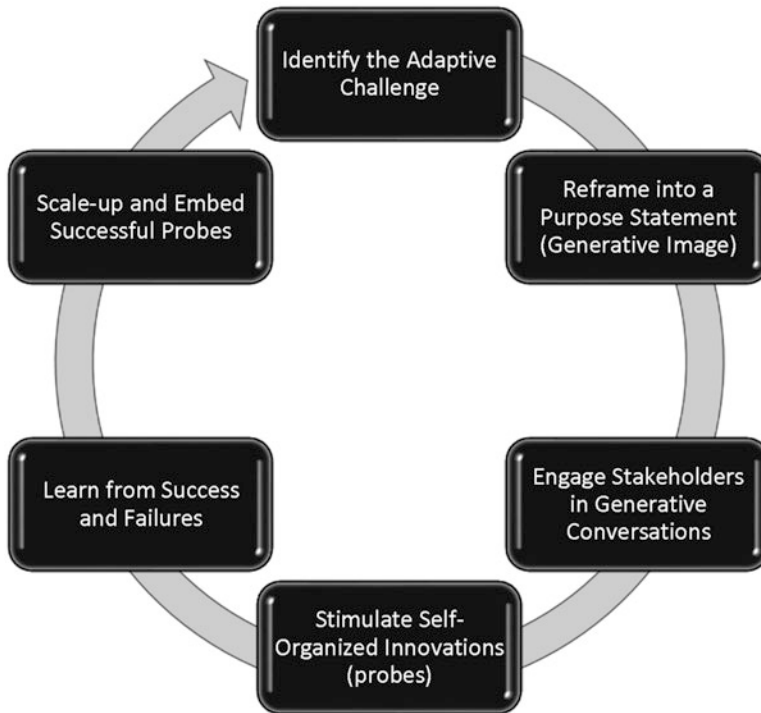 Identify the Adaptive
Challenge
Reframe into a
Purpose Statement
(Generative Image)
Engage Stakeholders
in Generative
Conversations
Stimulate Self-
Organized Innovations
(probes)
Learn from Success
and Failures
Scale-up and Embed
Successful Probes